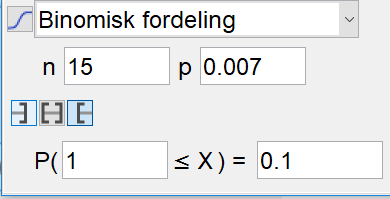 Binomisk fordeling
n 15 p 0.007
P( 1 ≤ X ) = 0.1